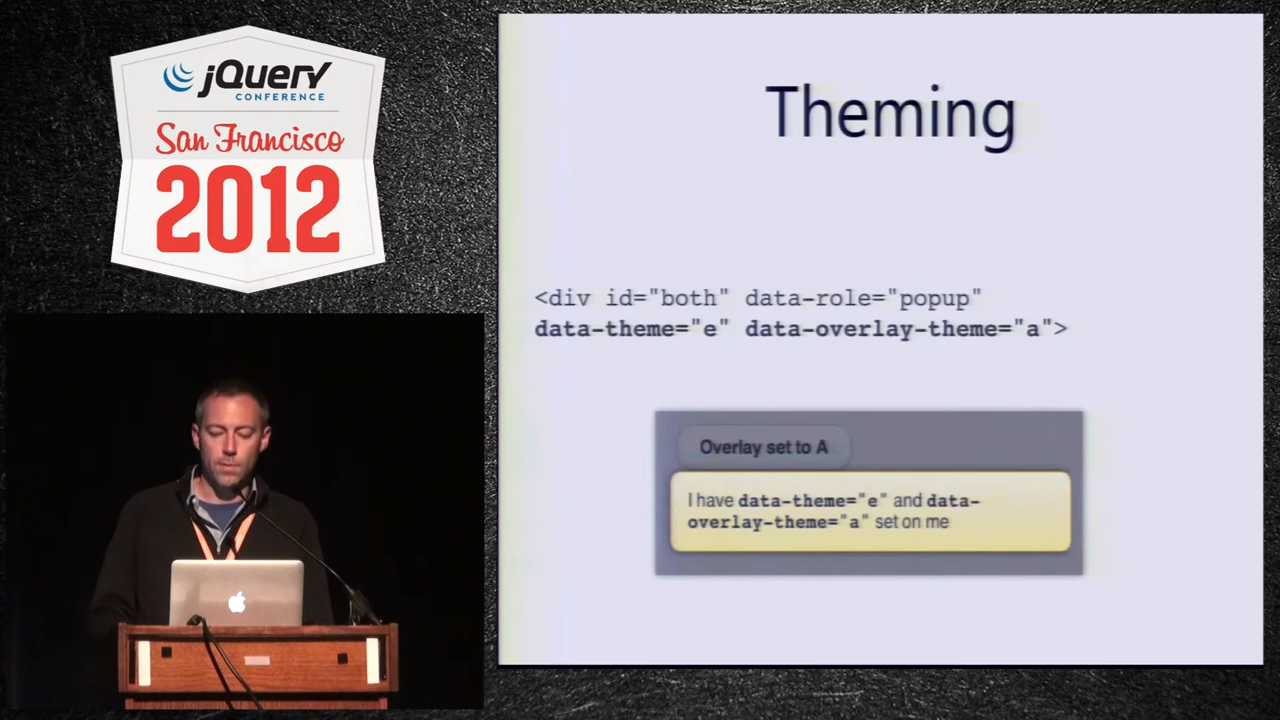 jQuery
CONFERENCE
San Francisco
2012
Theming
<div id="both" data-role="popup"
data-theme="e" data-overlay-theme="a">
Overlay set to A
I have data-theme="e" and data-
overlay-theme="a" set on me